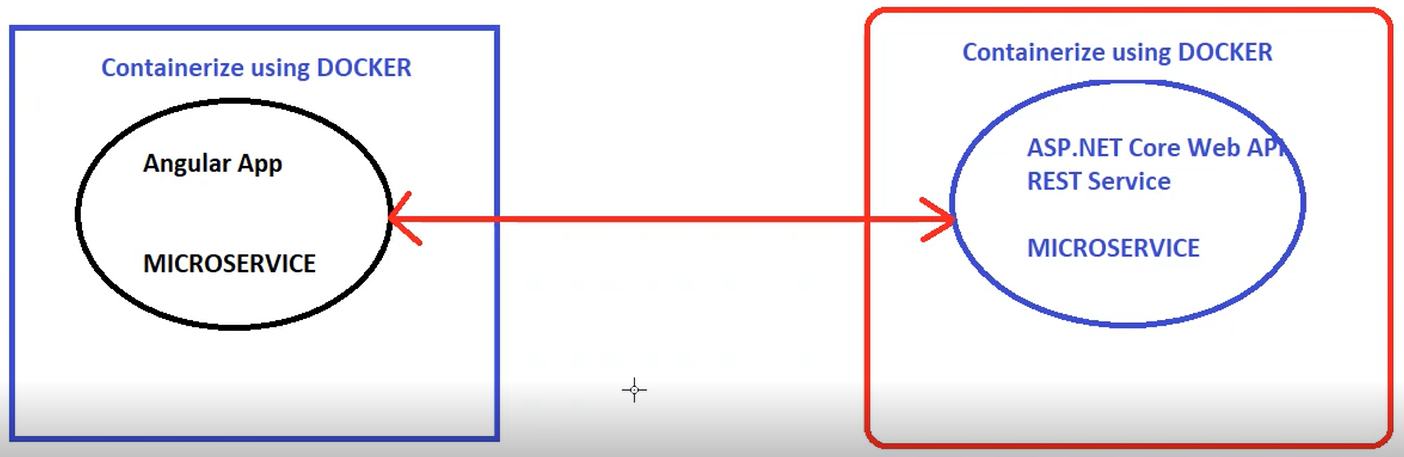 Containerize using DOCKER
Angular App
MICROSERVICE
Containerize using DOCKER
ASP.NET Core Web API
REST Service
MICROSERVICE